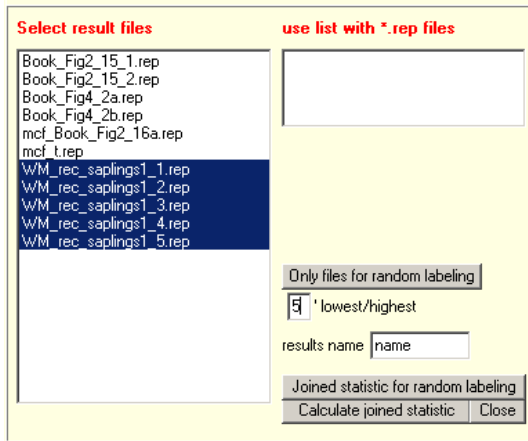 Select result files
Book_Fig2_15_1.rep
Book_Fig2_15_2.rep
Book_Fig4_2a.rep
Book_Fig4_2b.rep
mcf_Book_Fig2_16a.rep
mcf_t.rep
WM_rec_saplings1_1.rep
WM_rec_saplings1_2.rep
WM_rec_saplings1_3.rep
WM_rec_saplings1_4.rep
WM_rec_saplings1_5.rep
use list with *.rep files
Only files for random labeling
5 ' lowest/highest
results name name
Joined statistic for random labeling
Calculate joined statistic Close